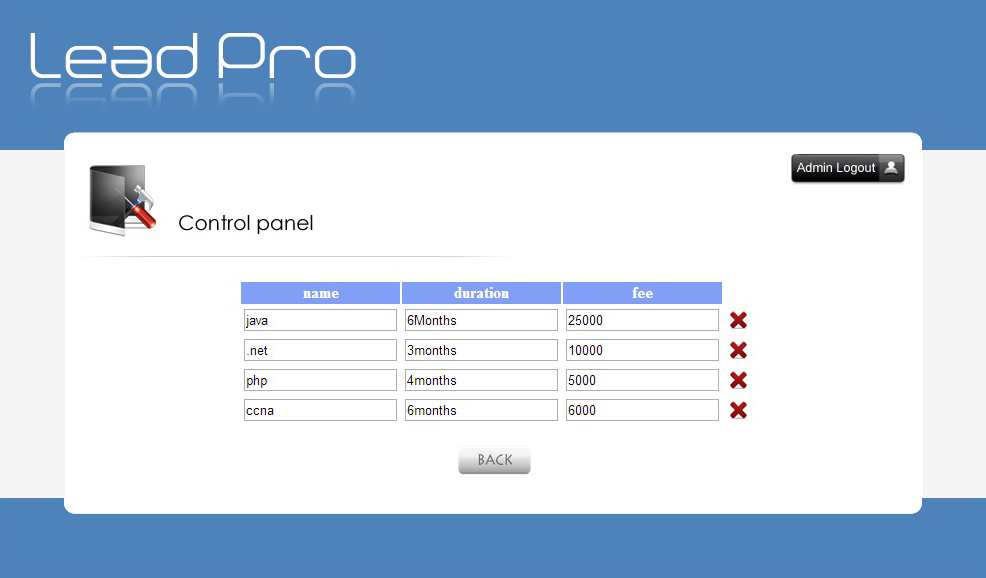 Lead Pro
Admin Logout
Control panel
name duration fee
java 6Months 25000
.net 3months 10000
php 4months 5000
ccna 6months 6000
BACK